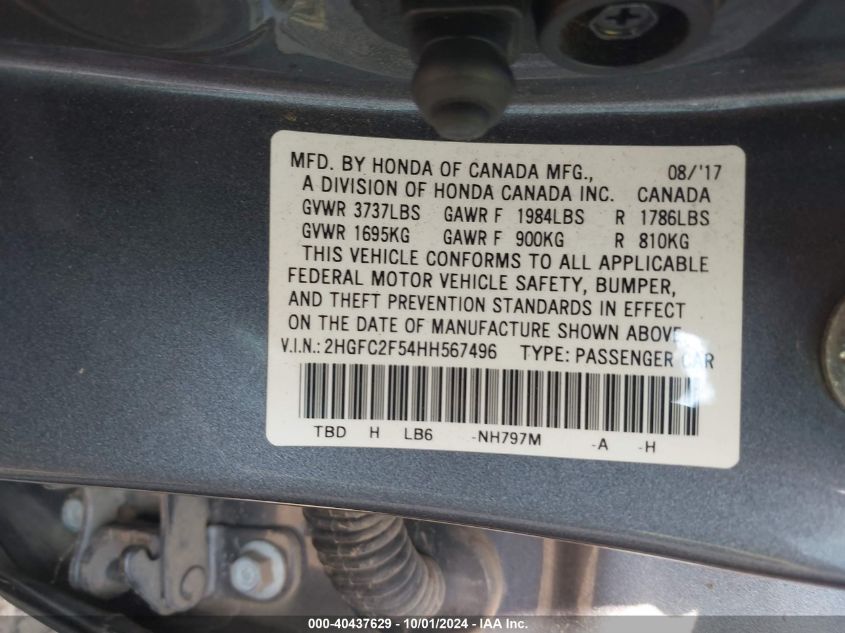 MFD. BY HONDA OF CANADA MFG., 08/'17
A DIVISION OF HONDA CANADA INC. CANADA
GVWR 3737LBS GAWR F 1984LBS R 1786LBS
GVWR 1695KG GAWR F 900KG R 810KG
THIS VEHICLE CONFORMS TO ALL APPLICABLE
FEDERAL MOTOR VEHICLE SAFETY, BUMPER,
AND THEFT PREVENTION STANDARDS IN EFFECT
ON THE DATE OF MANUFACTURE SHOWN ABOVE.
V.I.N.: 2HGFC2F54HH567496 TYPE: PASSENGER CAR
TBD H LB6 -NH797M -A -H
000-40437629 - 10/01/2024 - IAA Inc.